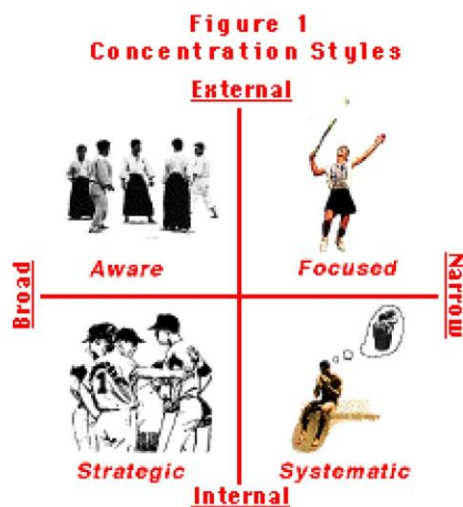 Figure 1
Concentration Styles
External
Aware
Focused
Broad
Narrow
Strategic
Systematic
Internal